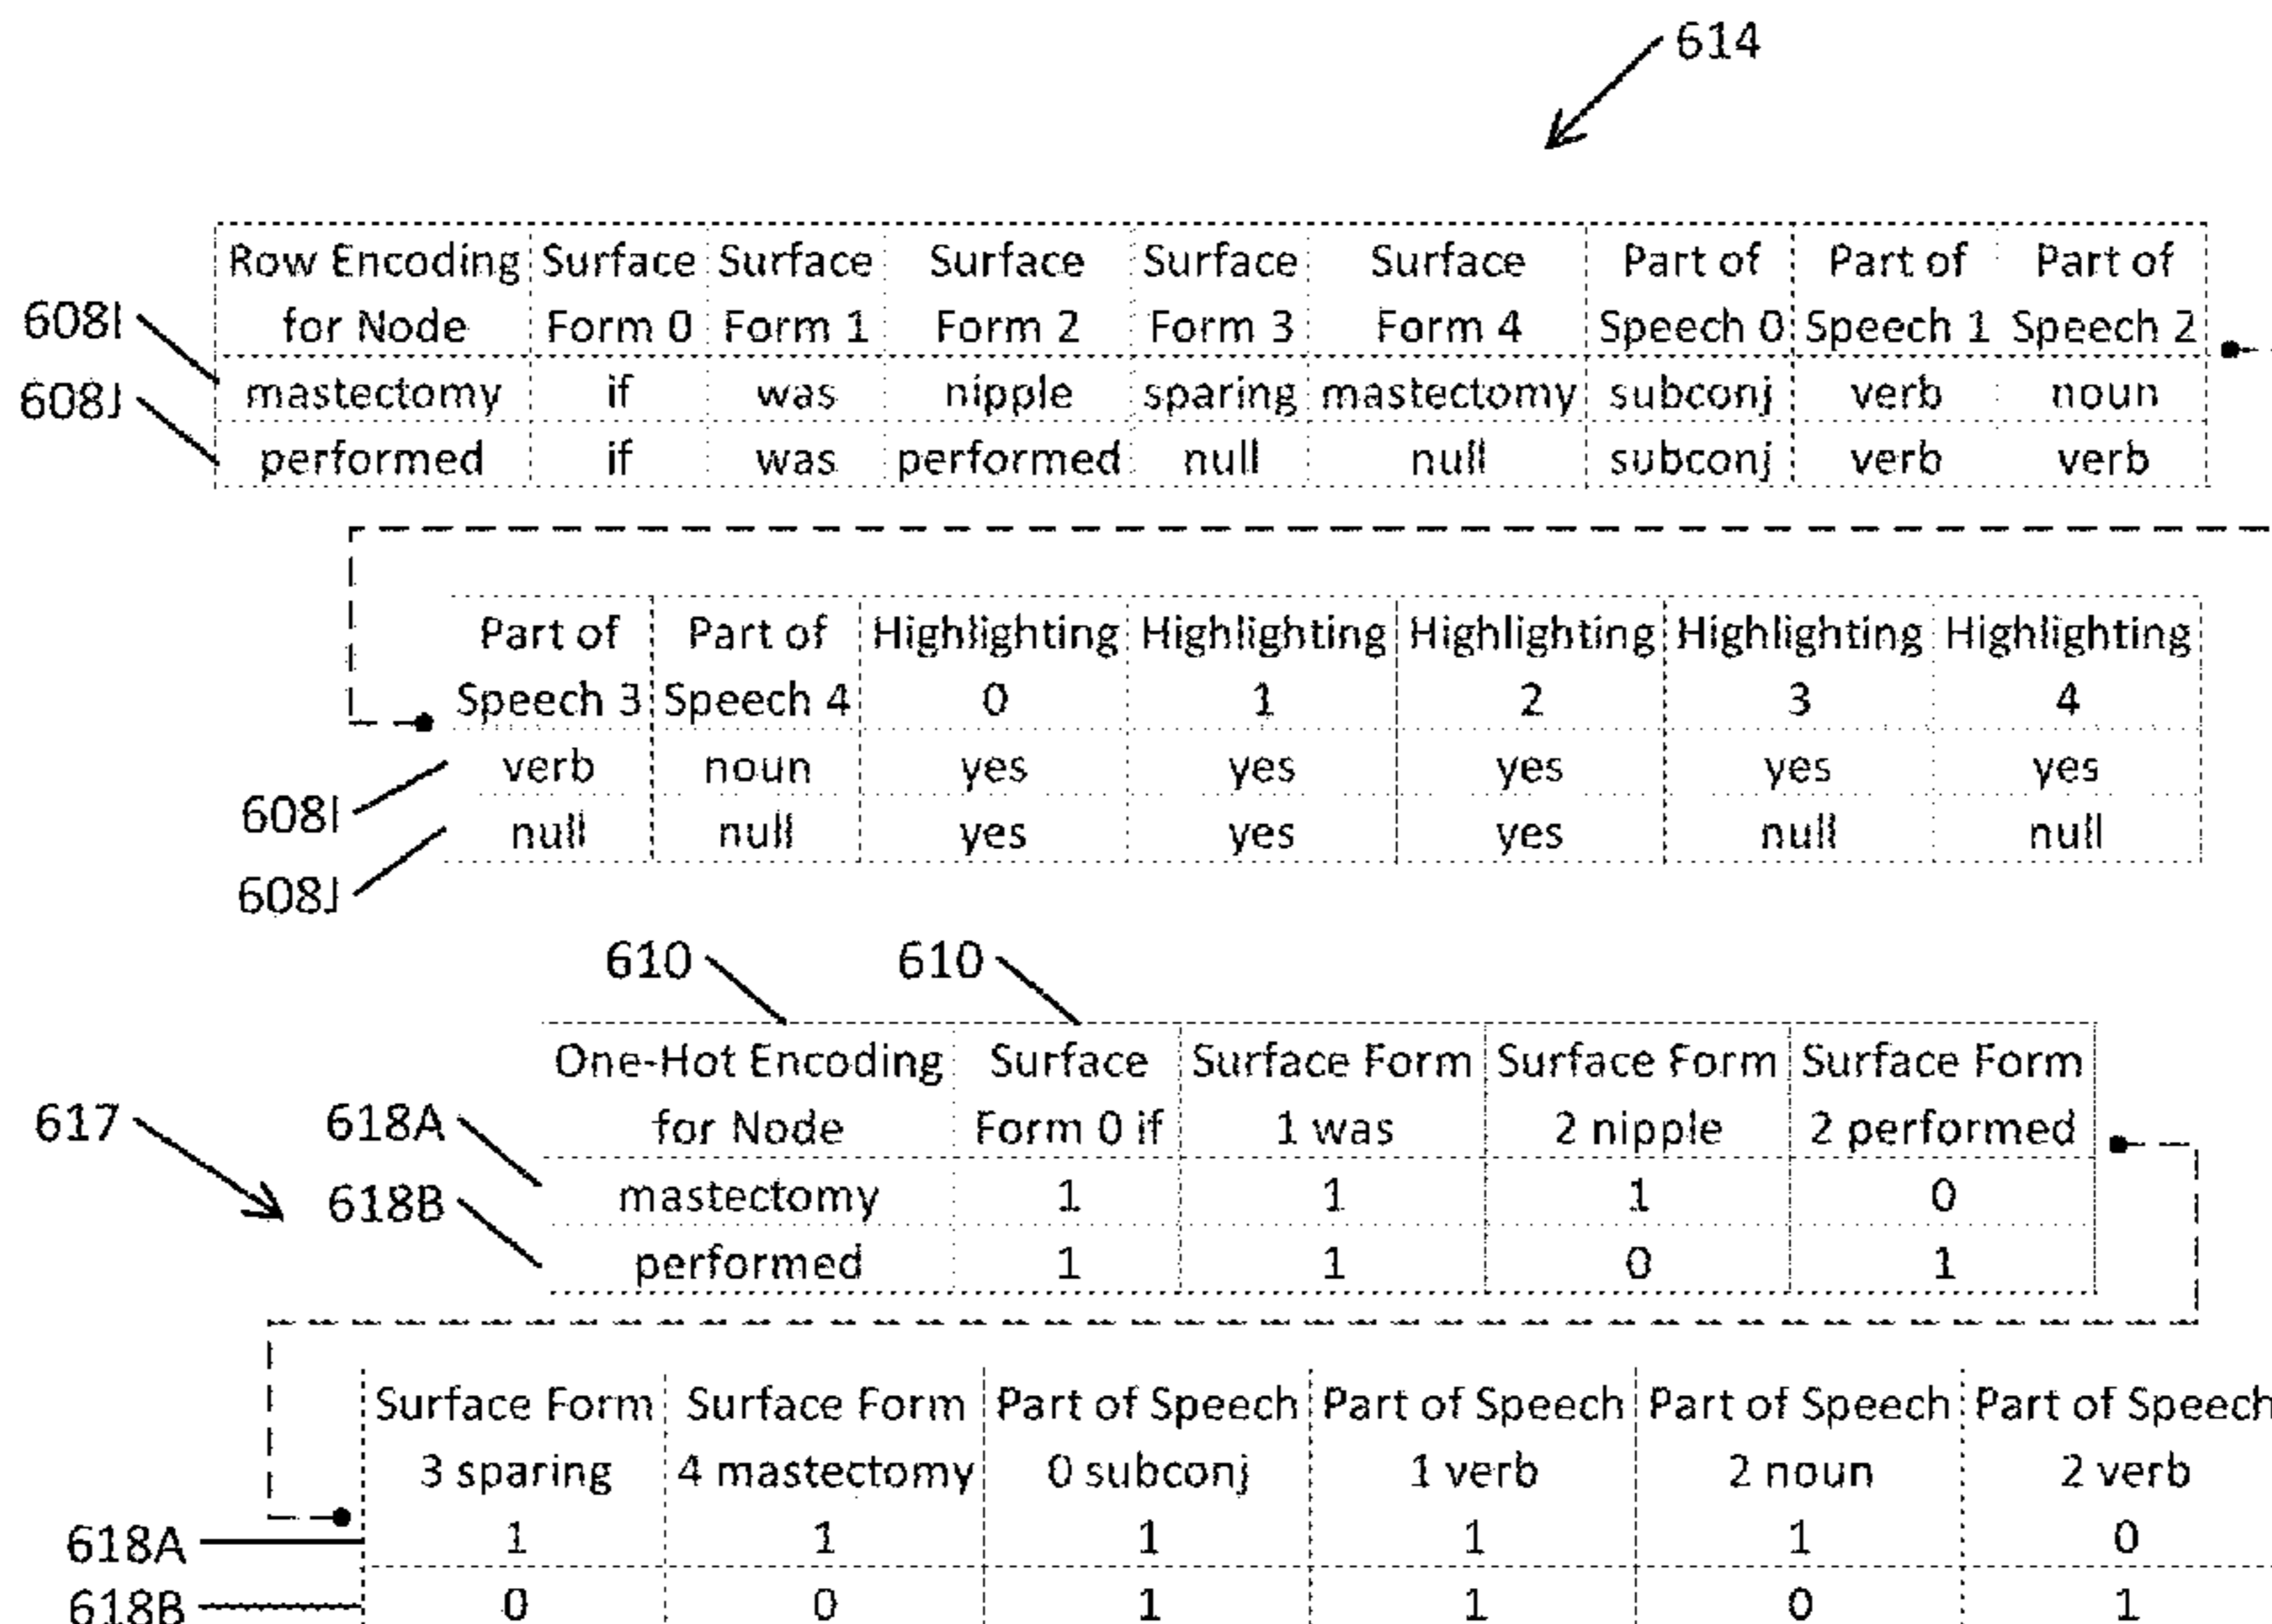 614
Row Encoding Surface Surface Surface Surface Surface Part of Part of Part of
for Node Form 0 Form 1 Form 2 Form 3 Form 4 Speech 0 Speech 1 Speech 2
608I mastectomy if was nipple sparing mastectomy subconj verb noun
608J performed if was performed null null subconj verb verb
Part of Part of Highlighting Highlighting Highlighting Highlighting Highlighting
Speech 3 Speech 4 0 1 2 3 4
608I verb noun yes yes yes yes yes
608J null null yes yes yes null null
610 610
One-Hot Encoding Surface Surface Form Surface Form Surface Form
for Node Form 0 if 1 was 2 nipple 2 performed
617 618A mastectomy 1 1 1 0
618B performed 1 1 0 1
Surface Form Surface Form Part of Speech Part of Speech Part of Speech Part of Speech
3 sparing 4 mastectomy 0 subconj 1 verb 2 noun 2 verb
618A 1 1 1 1 1 0
618B 0 0 1 1 0 1